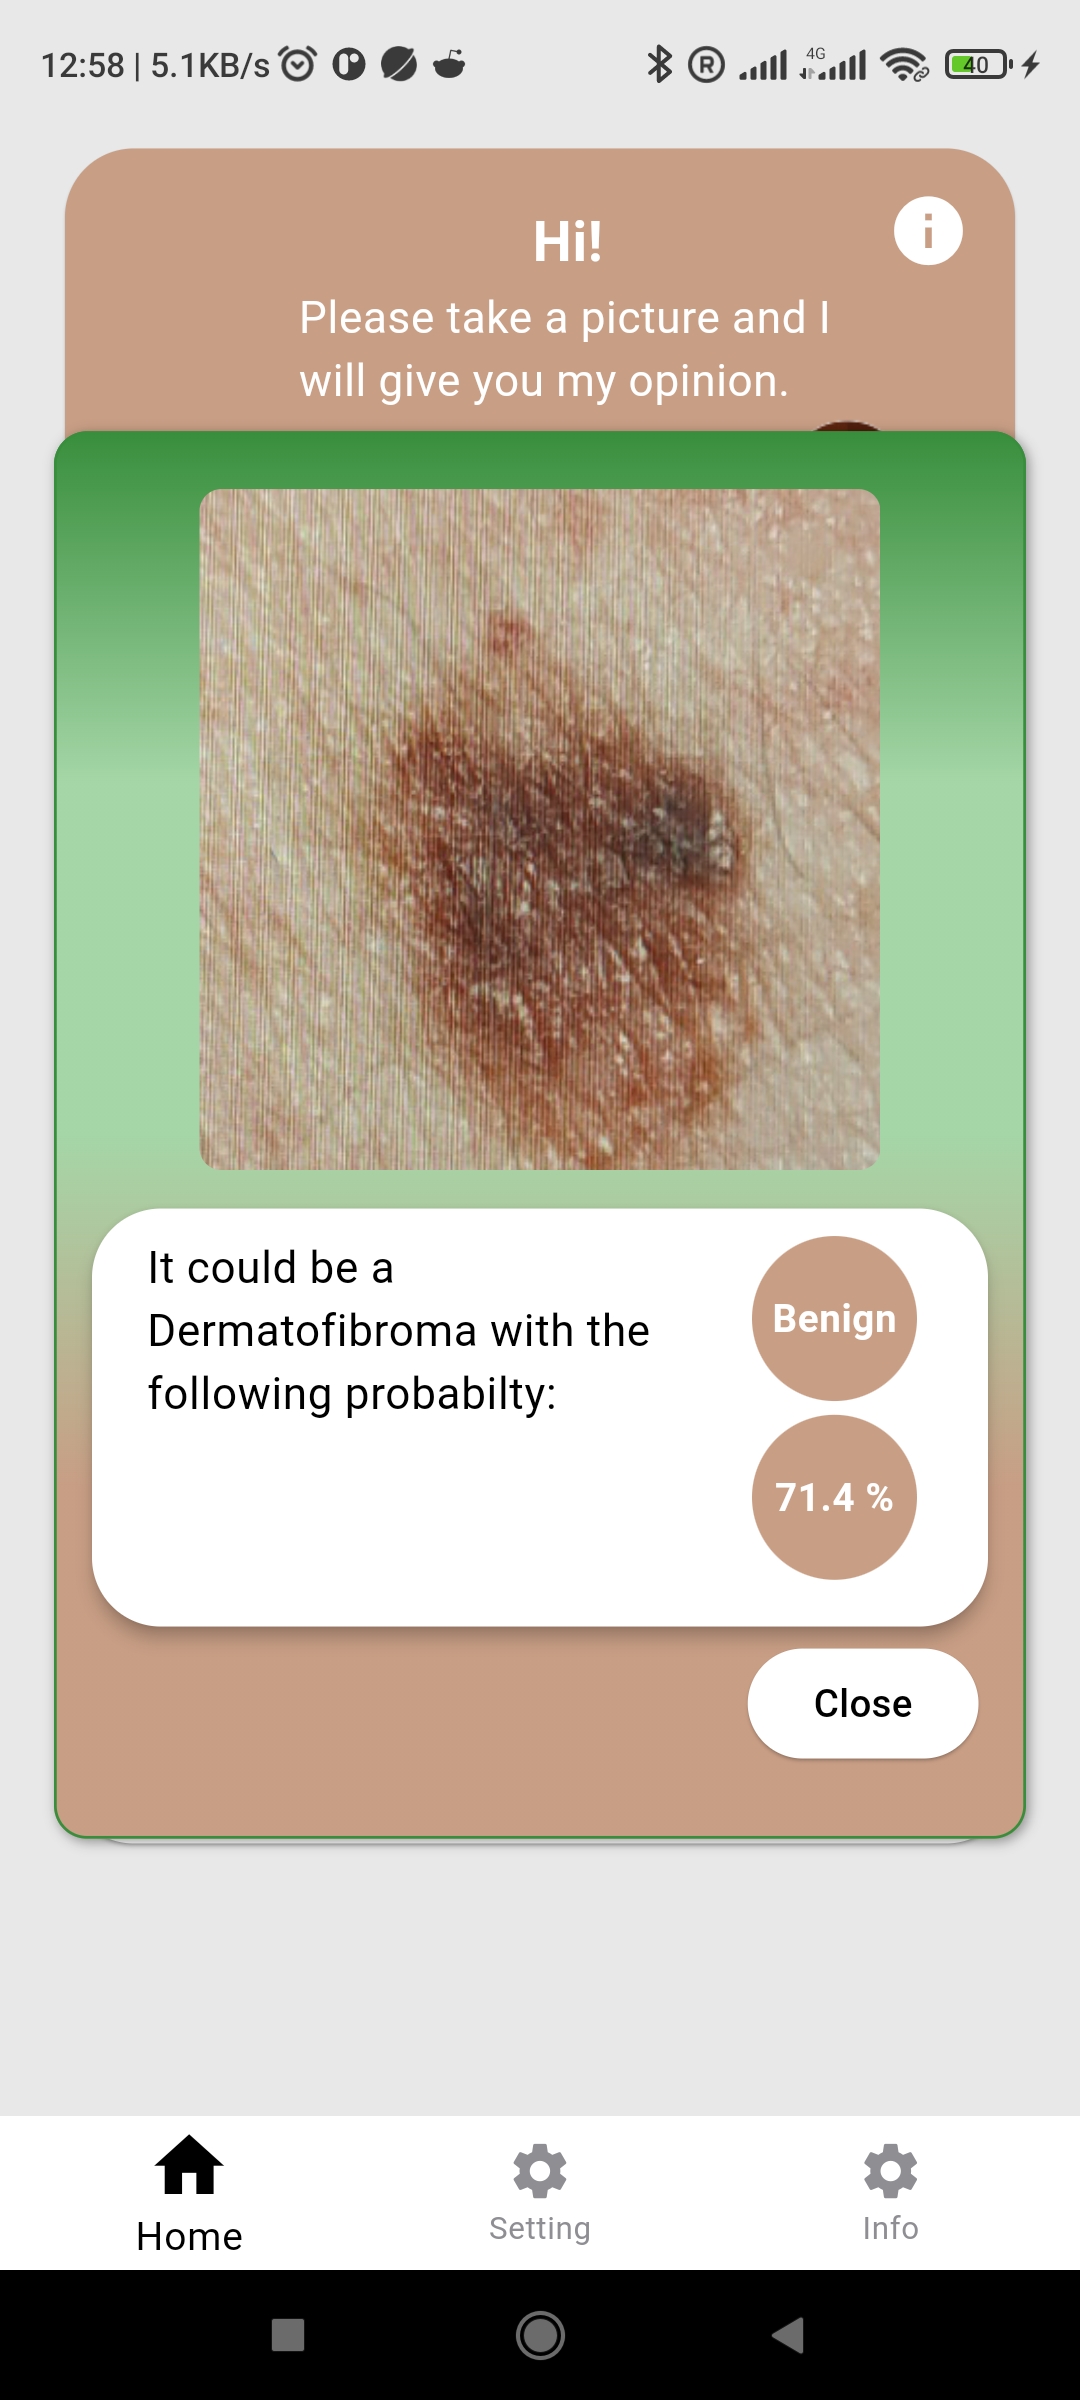 12:58 | 5.1KB/s R 4G 40
Hi!
Please take a picture and I
will give you my opinion.
It could be a
Dermatofibroma with the
following probabilty:
Benign
71.4 %
Close
Home
Setting
Info